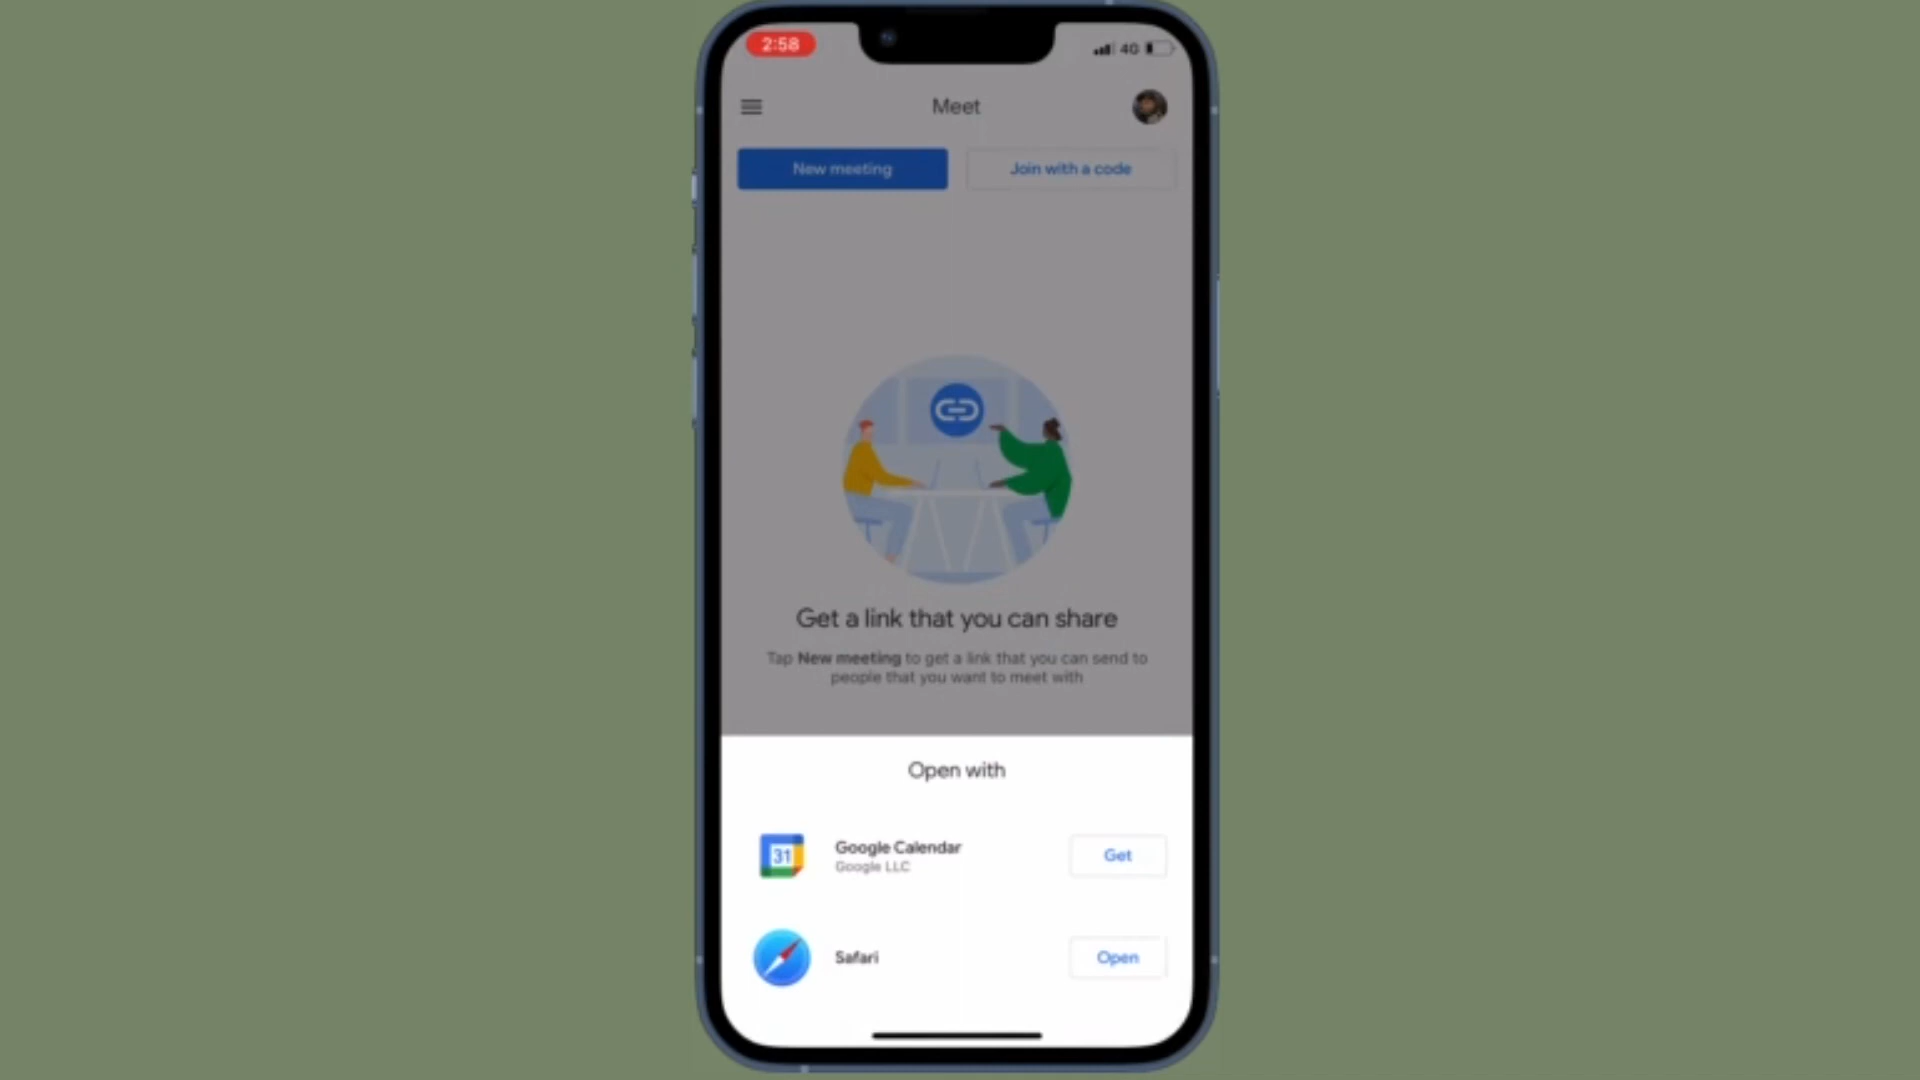 2:58
4G
Meet
New meeting
Join with a code
Get a link that you can share
Tap New meeting to get a link that you can send to
people that you want to meet with
Open with
31
Google Calendar
Google LLC
Get
Safari
Open